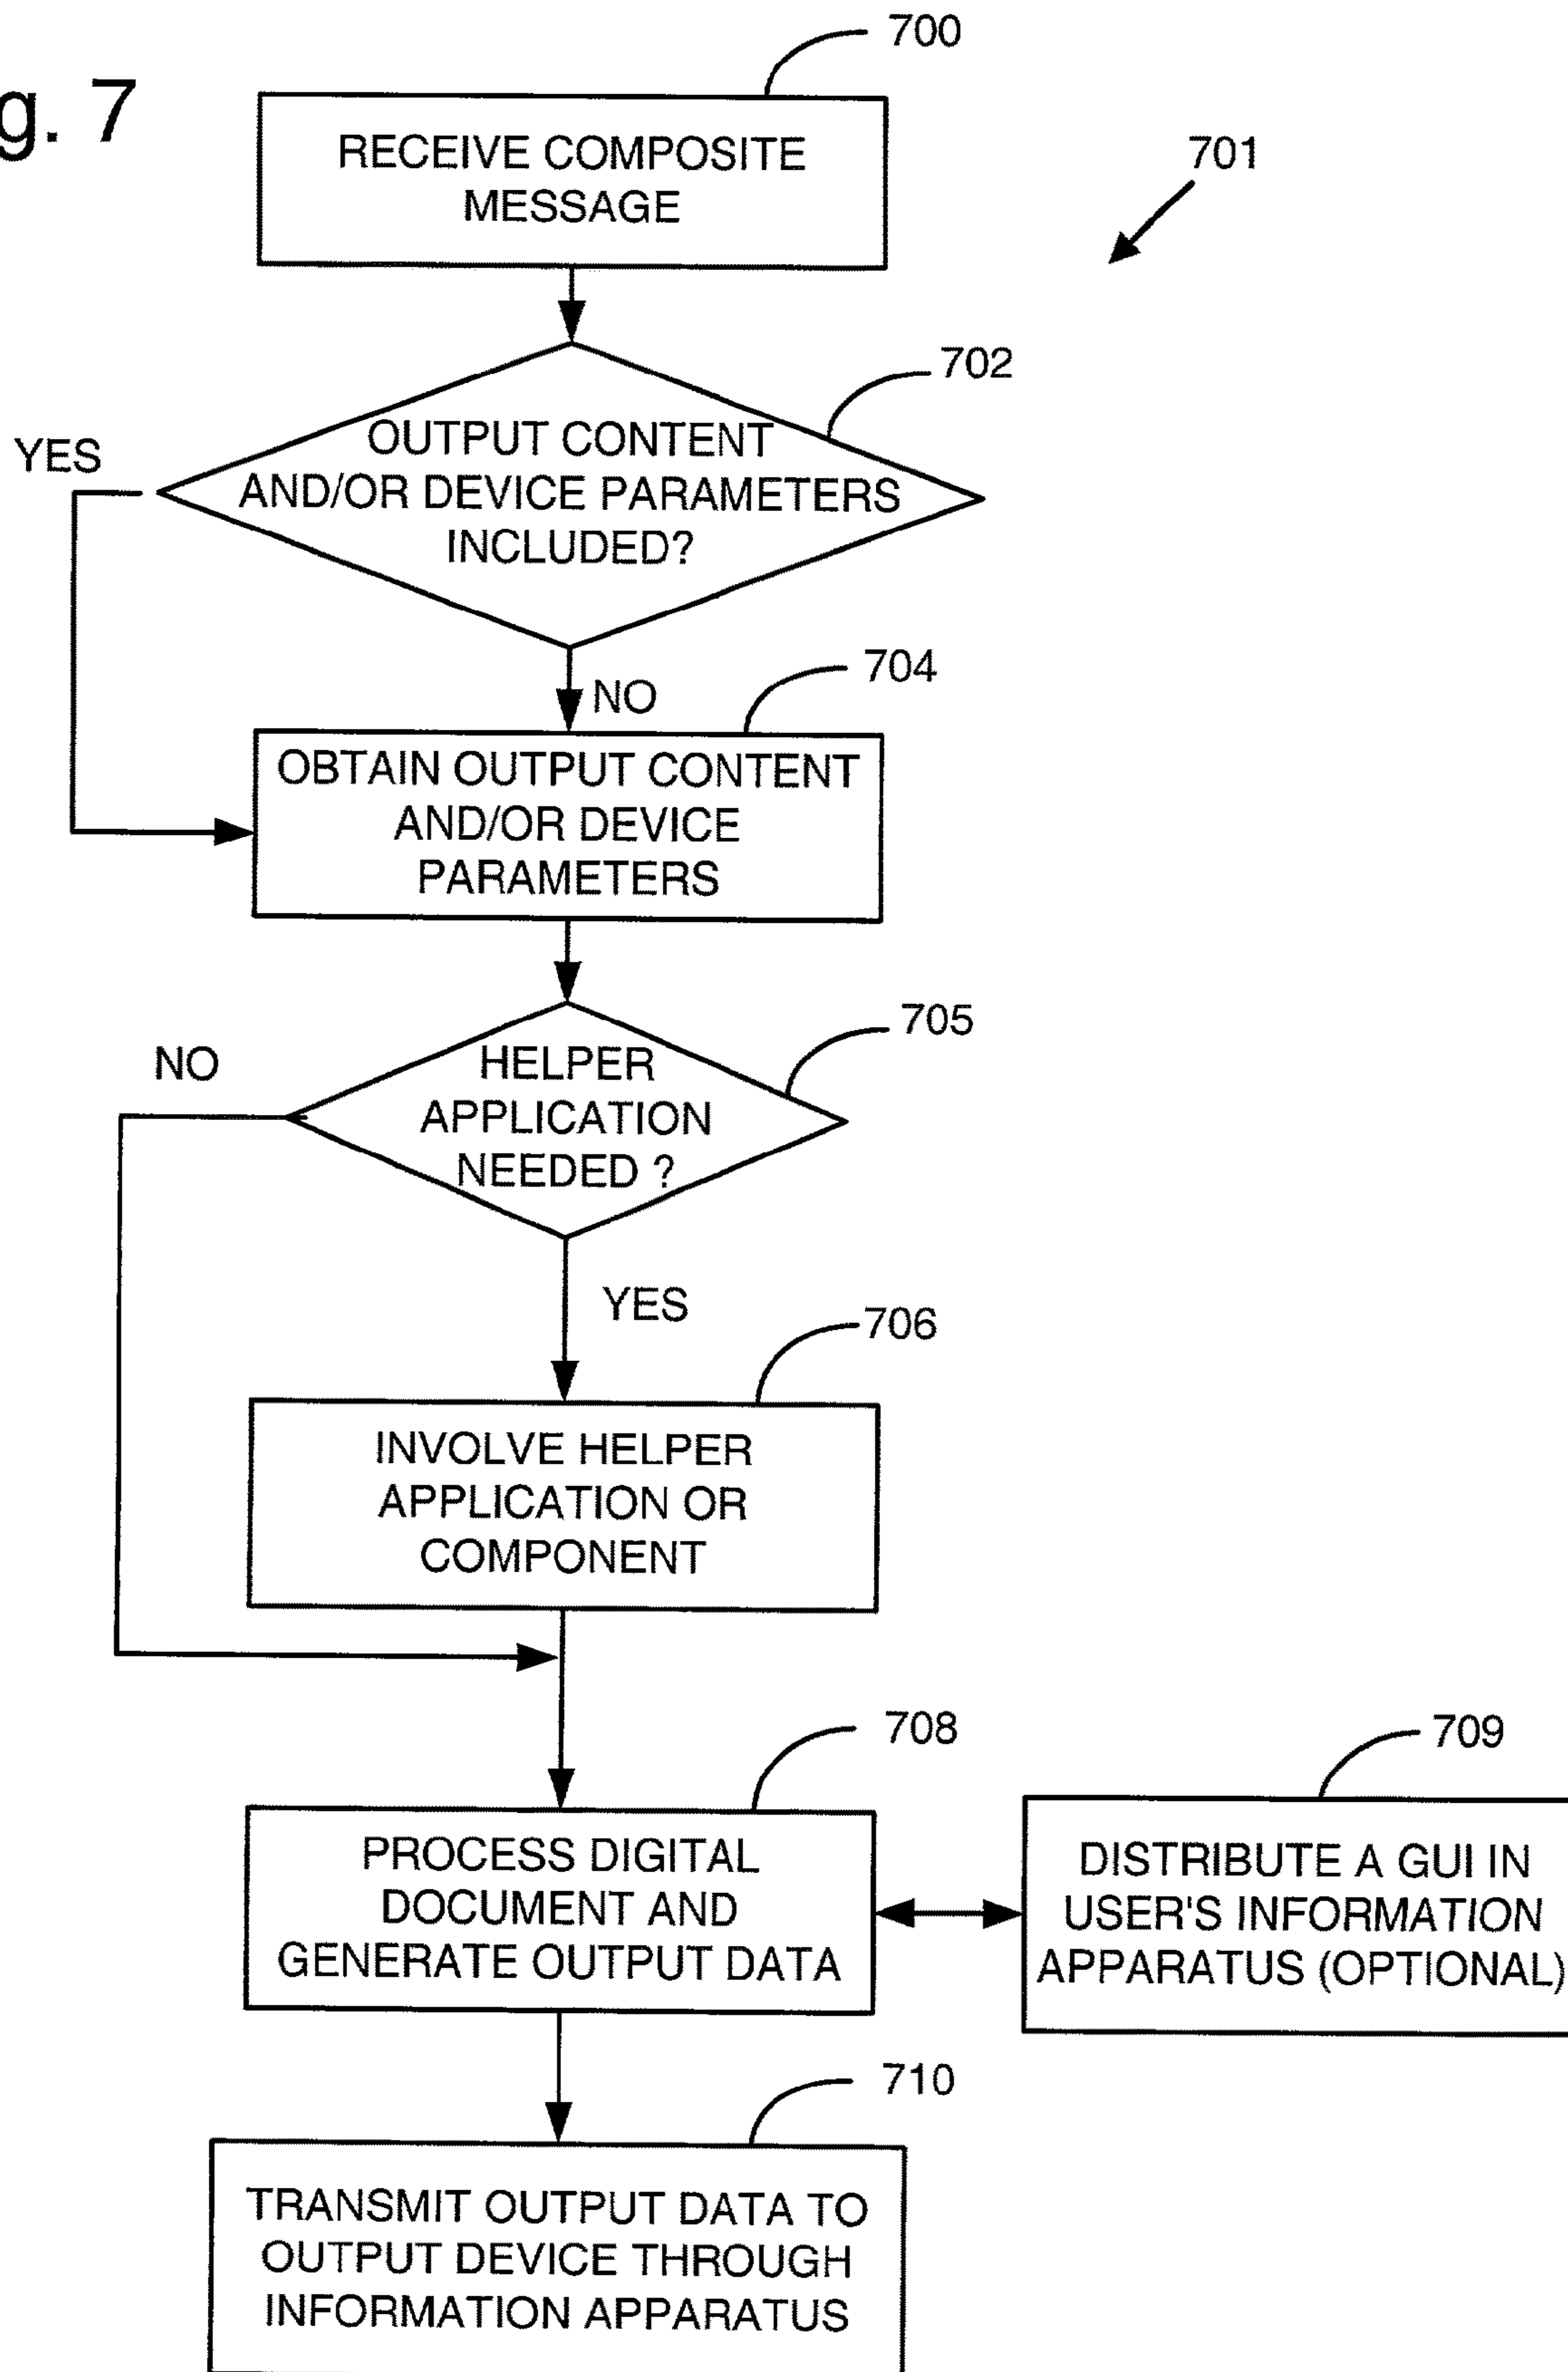 g. 7
700
RECEIVE COMPOSITE
MESSAGE
701
702
YES
OUTPUT CONTENT
AND/OR DEVICE PARAMETERS
INCLUDED?
NO
704
OBTAIN OUTPUT CONTENT
AND/OR DEVICE
PARAMETERS
705
NO
HELPER
APPLICATION
NEEDED ?
YES
706
INVOLVE HELPER
APPLICATION OR
COMPONENT
708
709
PROCESS DIGITAL
DOCUMENT AND
GENERATE OUTPUT DATA
DISTRIBUTE A GUI IN
USER'S INFORMATION
APPARATUS (OPTIONAL)
710
TRANSMIT OUTPUT DATA TO
OUTPUT DEVICE THROUGH
INFORMATION APPARATUS